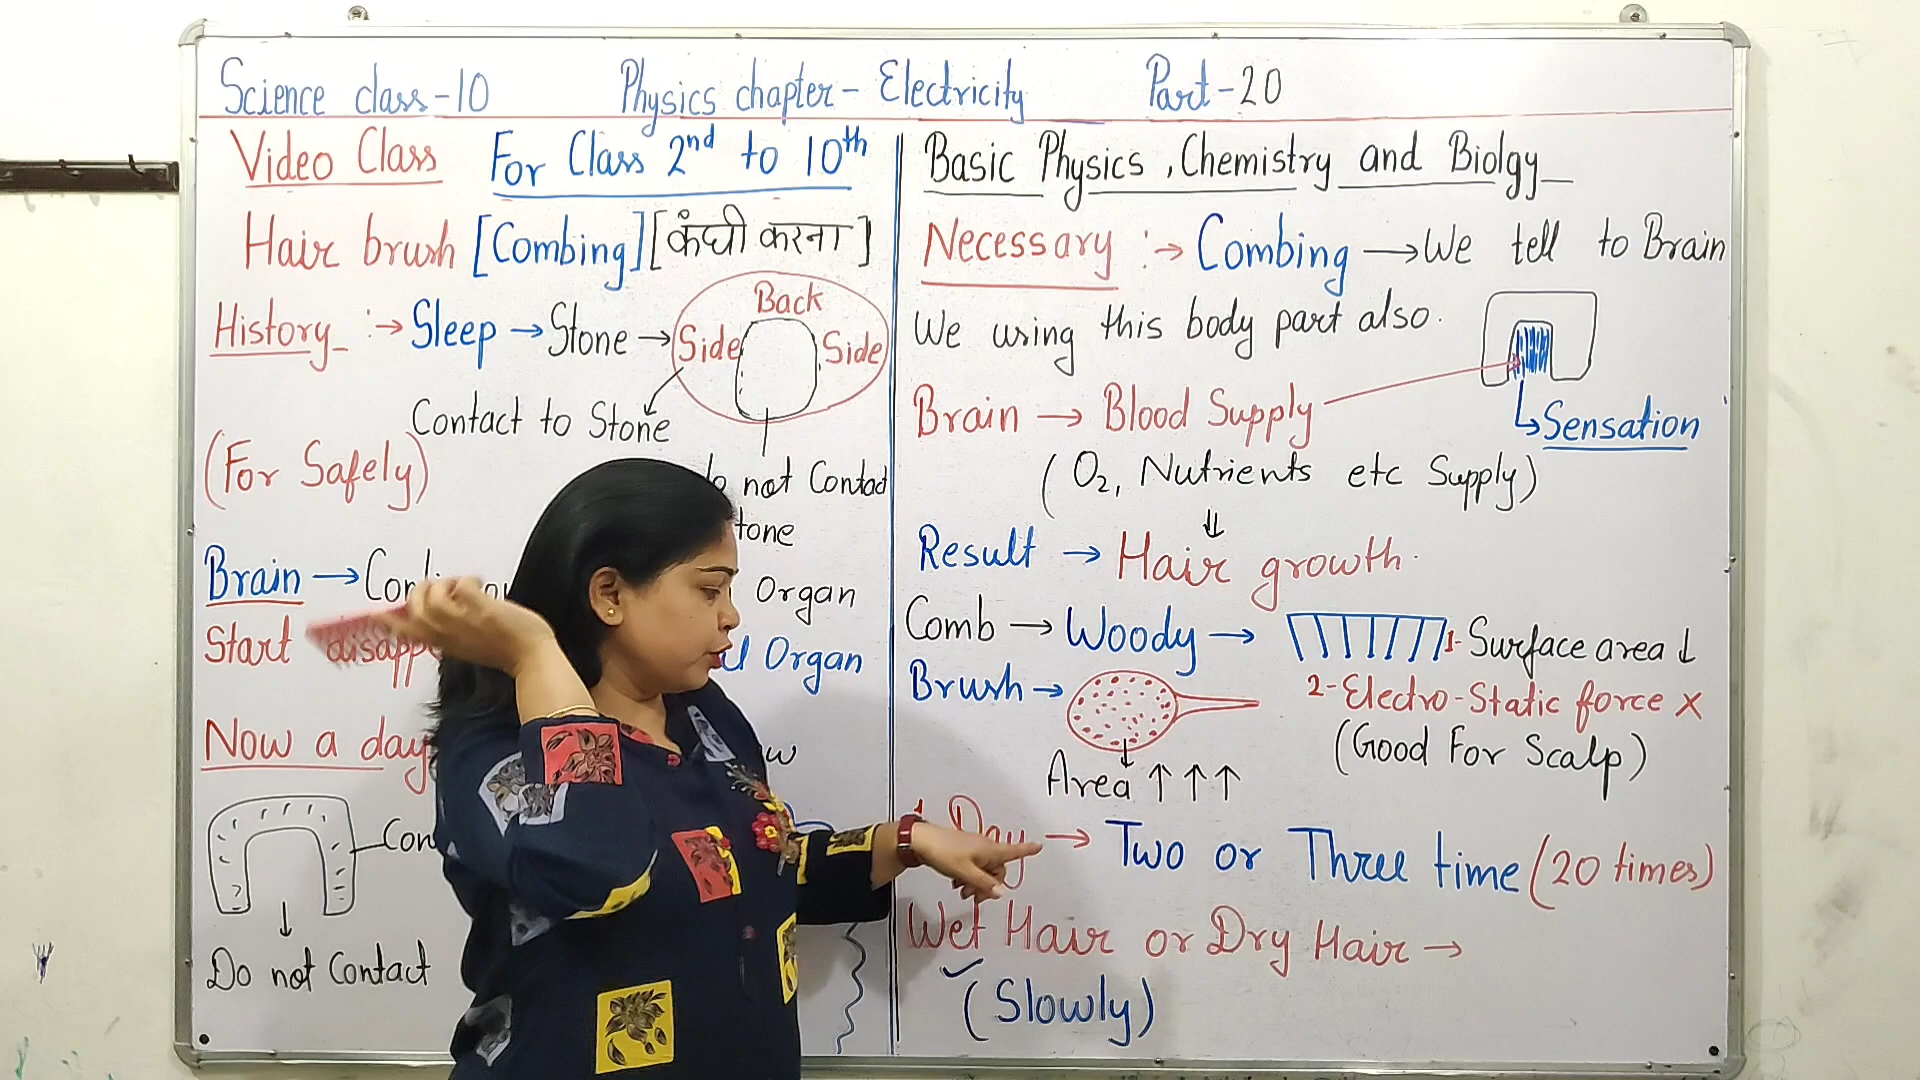 Science class-10 Physics chapter- Electricity Part-20
Video Class For Class 2nd to 10th
Hair brush [Combing] [कंघी करना]
History :→ Sleep → Stone →
Back
Side Side
Contact to Stone
(For Safely)
not Contact
Brain →
Organ
Start
Organ
Now a day
Do not Contact
Basic Physics, Chemistry and Biolgy
Necessary :→ Combing → We tell to Brain
We using this body part also.
Brain → Blood Supply
Sensation
(O2, Nutrients etc Supply)
↓
Result → Hair growth.
Comb → Woody → 1- Surface area ↓
Brush → 2- Electro-Static force X
(Good For Scalp)
Area ↑ ↑ ↑
1 Day → Two or Three time (20 times)
Wet Hair or Dry Hair →
✓ (Slowly)